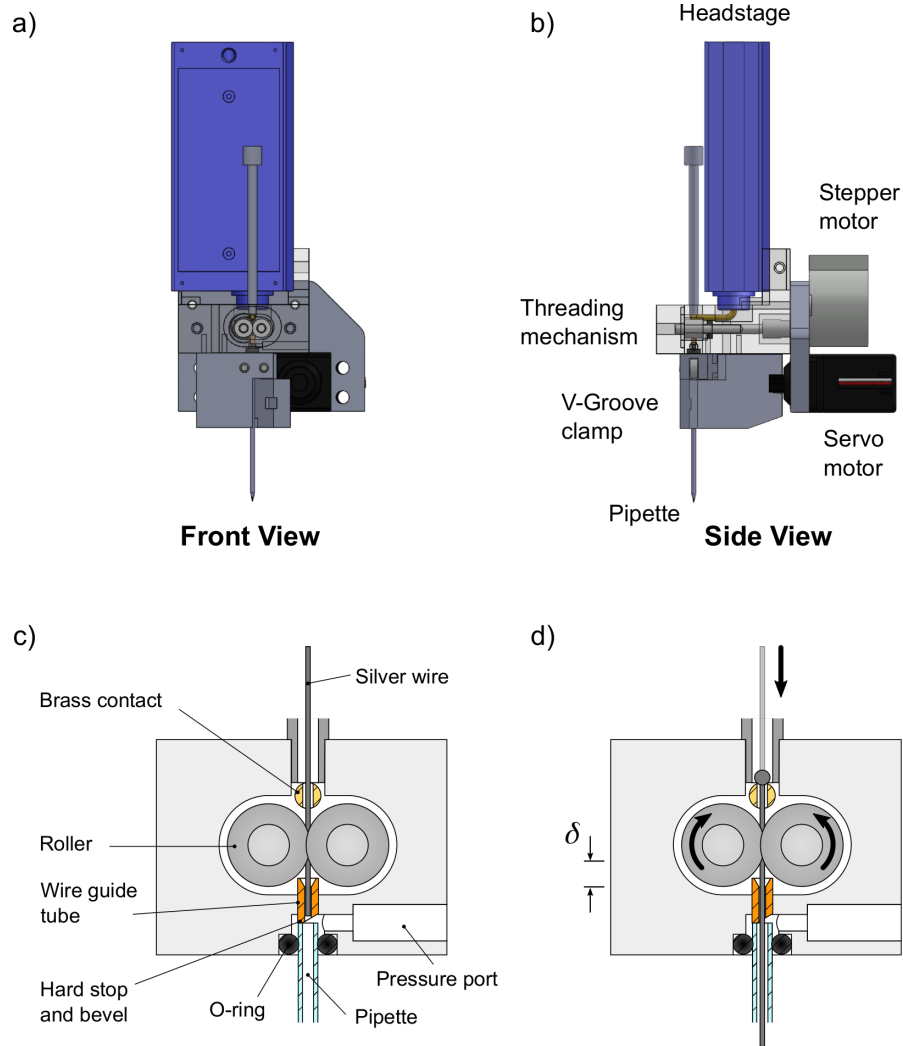 a)
b)
Headstage
Stepper
motor
Threading
mechanism
V-Groove
clamp
Servo
motor
Pipette
Front View
Side View
c)
d)
Silver wire
Brass contact
Roller
δ
Wire guide
tube
Hard stop
and bevel
O-ring
Pressure port
Pipette